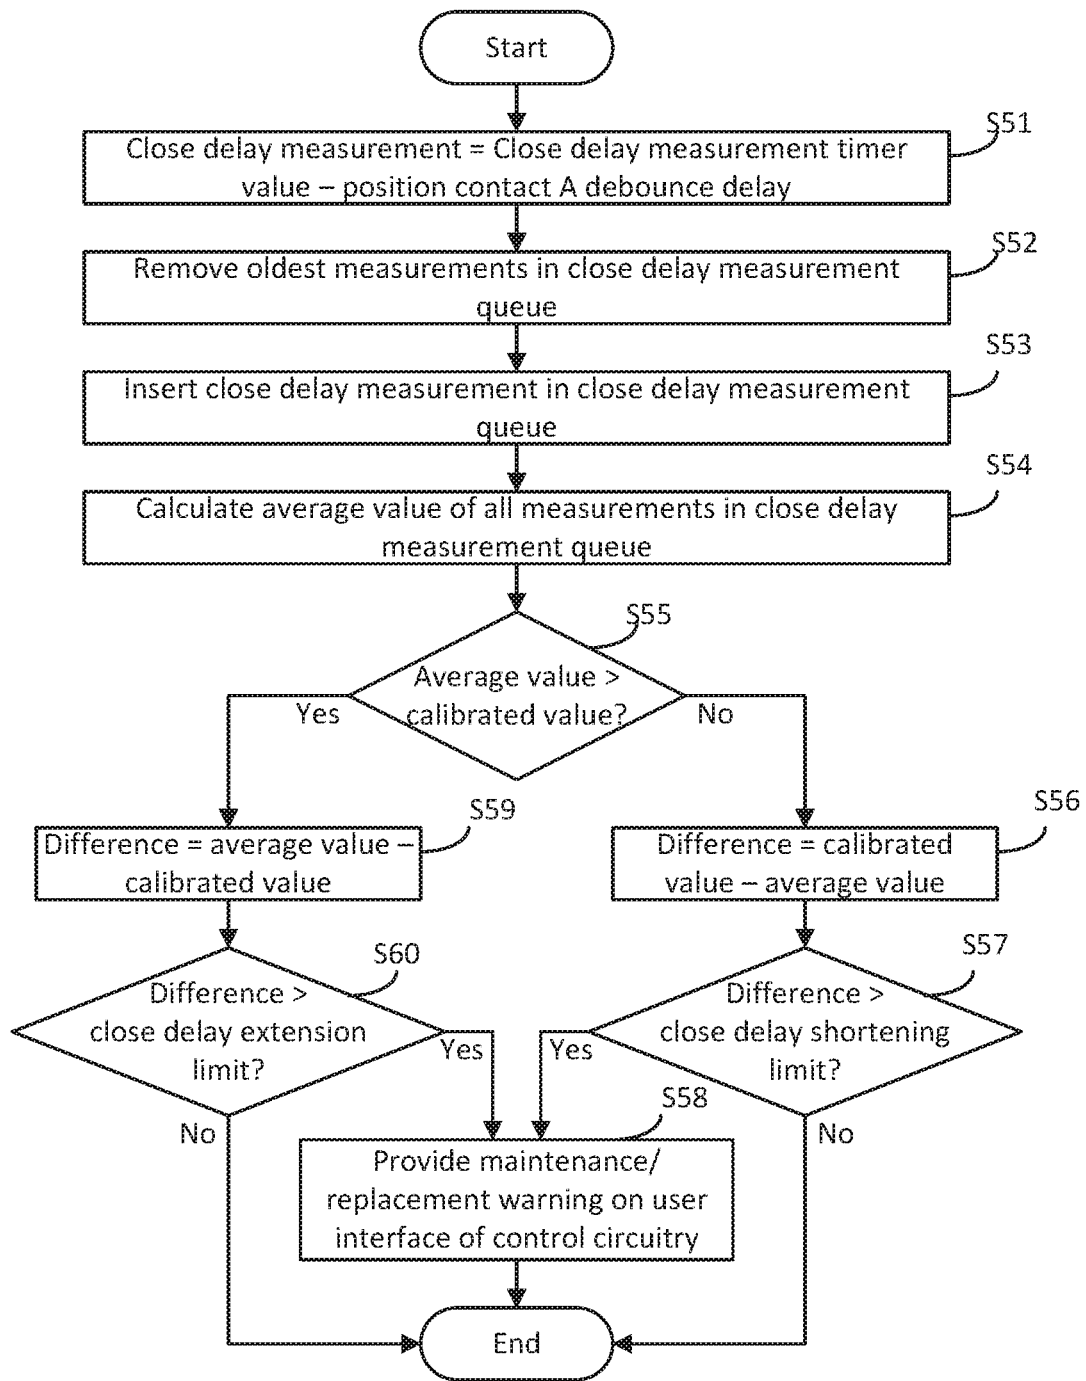 Start
S51
Close delay measurement = Close delay measurement timer
value – position contact A debounce delay
S52
Remove oldest measurements in close delay measurement
queue
S53
Insert close delay measurement in close delay measurement
queue
S54
Calculate average value of all measurements in close delay
measurement queue
S55
Average value >
calibrated value?
Yes
No
S59
Difference = average value –
calibrated value
S56
Difference = calibrated
value – average value
S60
Difference >
close delay extension
limit?
Yes
No
S57
Difference >
close delay shortening
limit?
Yes
No
S58
Provide maintenance/
replacement warning on user
interface of control circuitry
End